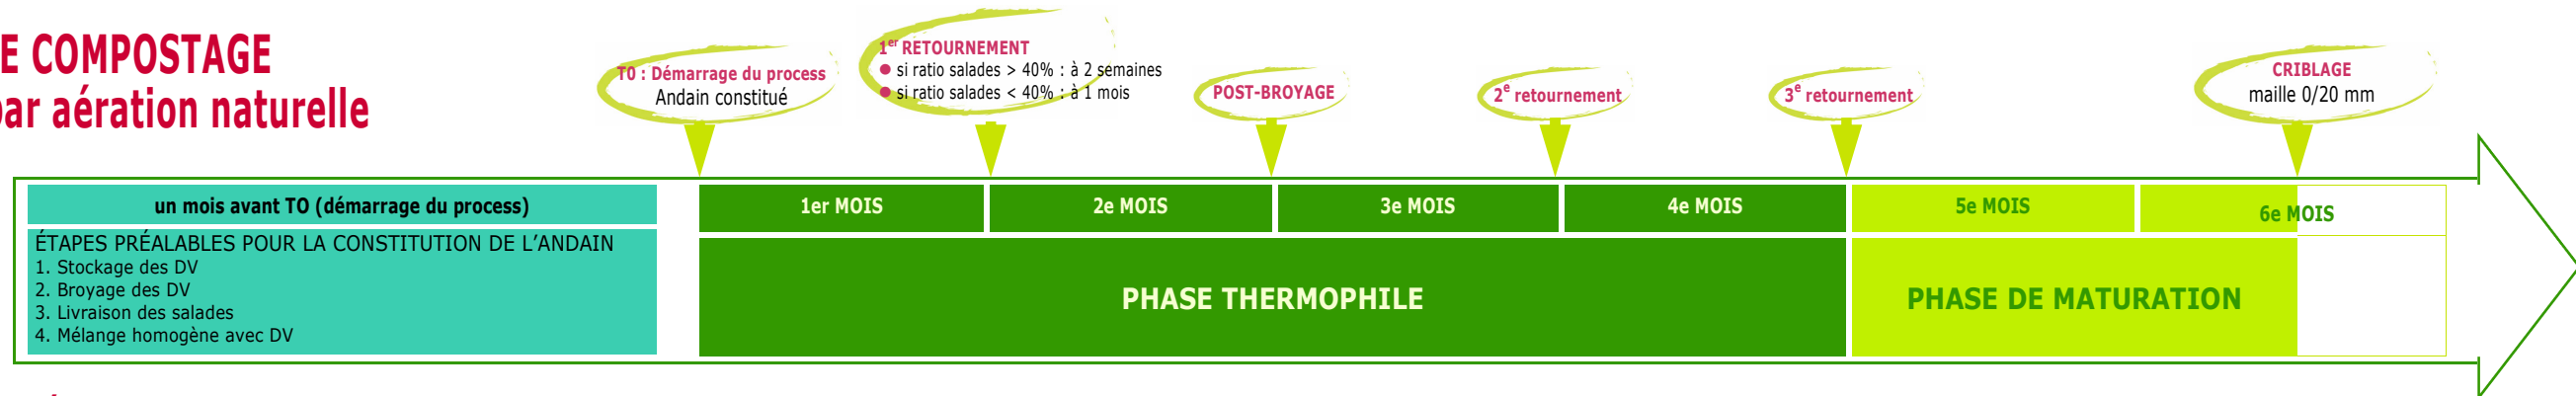 E COMPOSTAGE
par aération naturelle
T0 : Démarrage du process
Andain constitué
1er RETOURNEMENT
● si ratio salades > 40% : à 2 semaines
● si ratio salades < 40% : à 1 mois
POST-BROYAGE
2e retournement
3e retournement
CRIBLAGE
maille 0/20 mm
un mois avant TO (démarrage du process)
ÉTAPES PRÉALABLES POUR LA CONSTITUTION DE L’ANDAIN
1. Stockage des DV
2. Broyage des DV
3. Livraison des salades
4. Mélange homogène avec DV
1er MOIS
2e MOIS
3e MOIS
4e MOIS
5e MOIS
6e MOIS
PHASE THERMOPHILE
PHASE DE MATURATION